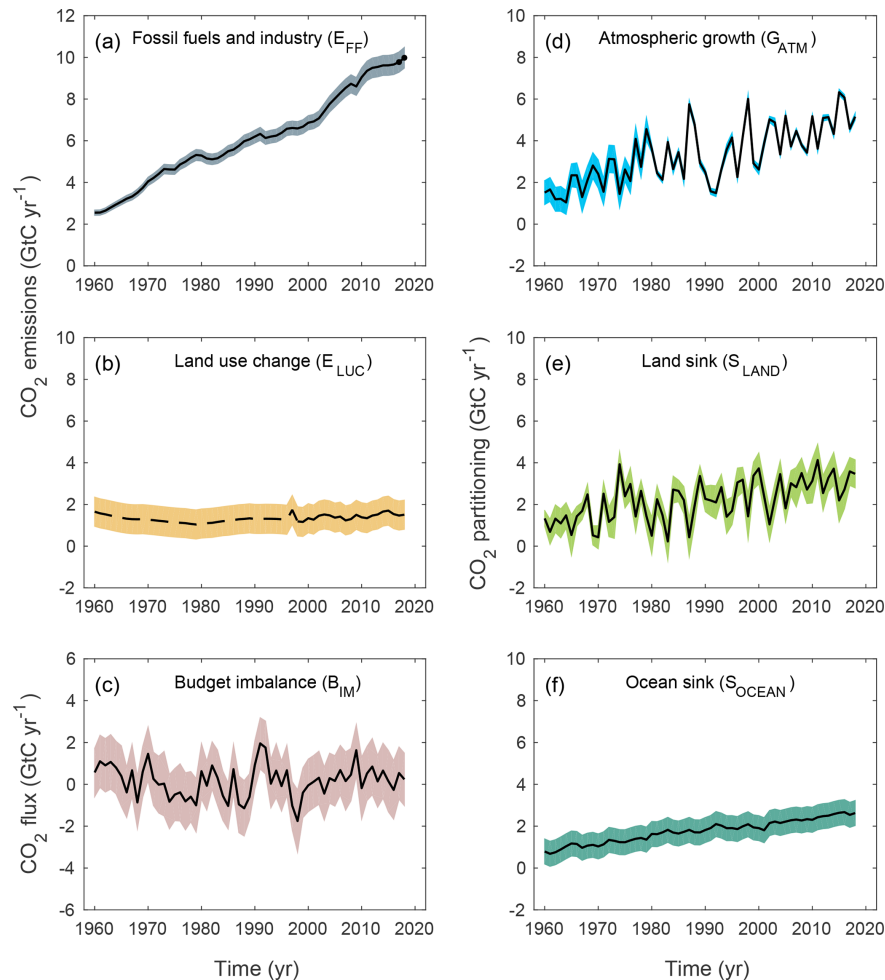 (a) Fossil fuels and industry (E_FF)
12
10
8
6
4
2
0
1960 1970 1980 1990 2000 2010 2020
(b) Land use change (E_LUC)
10
8
6
4
2
0
-2
1960 1970 1980 1990 2000 2010 2020
CO₂ emissions (GtC yr⁻¹)
(c) Budget imbalance (B_IM)
6
4
2
0
-2
-4
-6
1960 1970 1980 1990 2000 2010 2020
CO₂ flux (GtC yr⁻¹)
Time (yr)
(d) Atmospheric growth (G_ATM)
10
8
6
4
2
0
-2
1960 1970 1980 1990 2000 2010 2020
(e) Land sink (S_LAND)
10
8
6
4
2
0
-2
1960 1970 1980 1990 2000 2010 2020
CO₂ partitioning (GtC yr⁻¹)
(f) Ocean sink (S_OCEAN)
10
8
6
4
2
0
-2
1960 1970 1980 1990 2000 2010 2020
Time (yr)